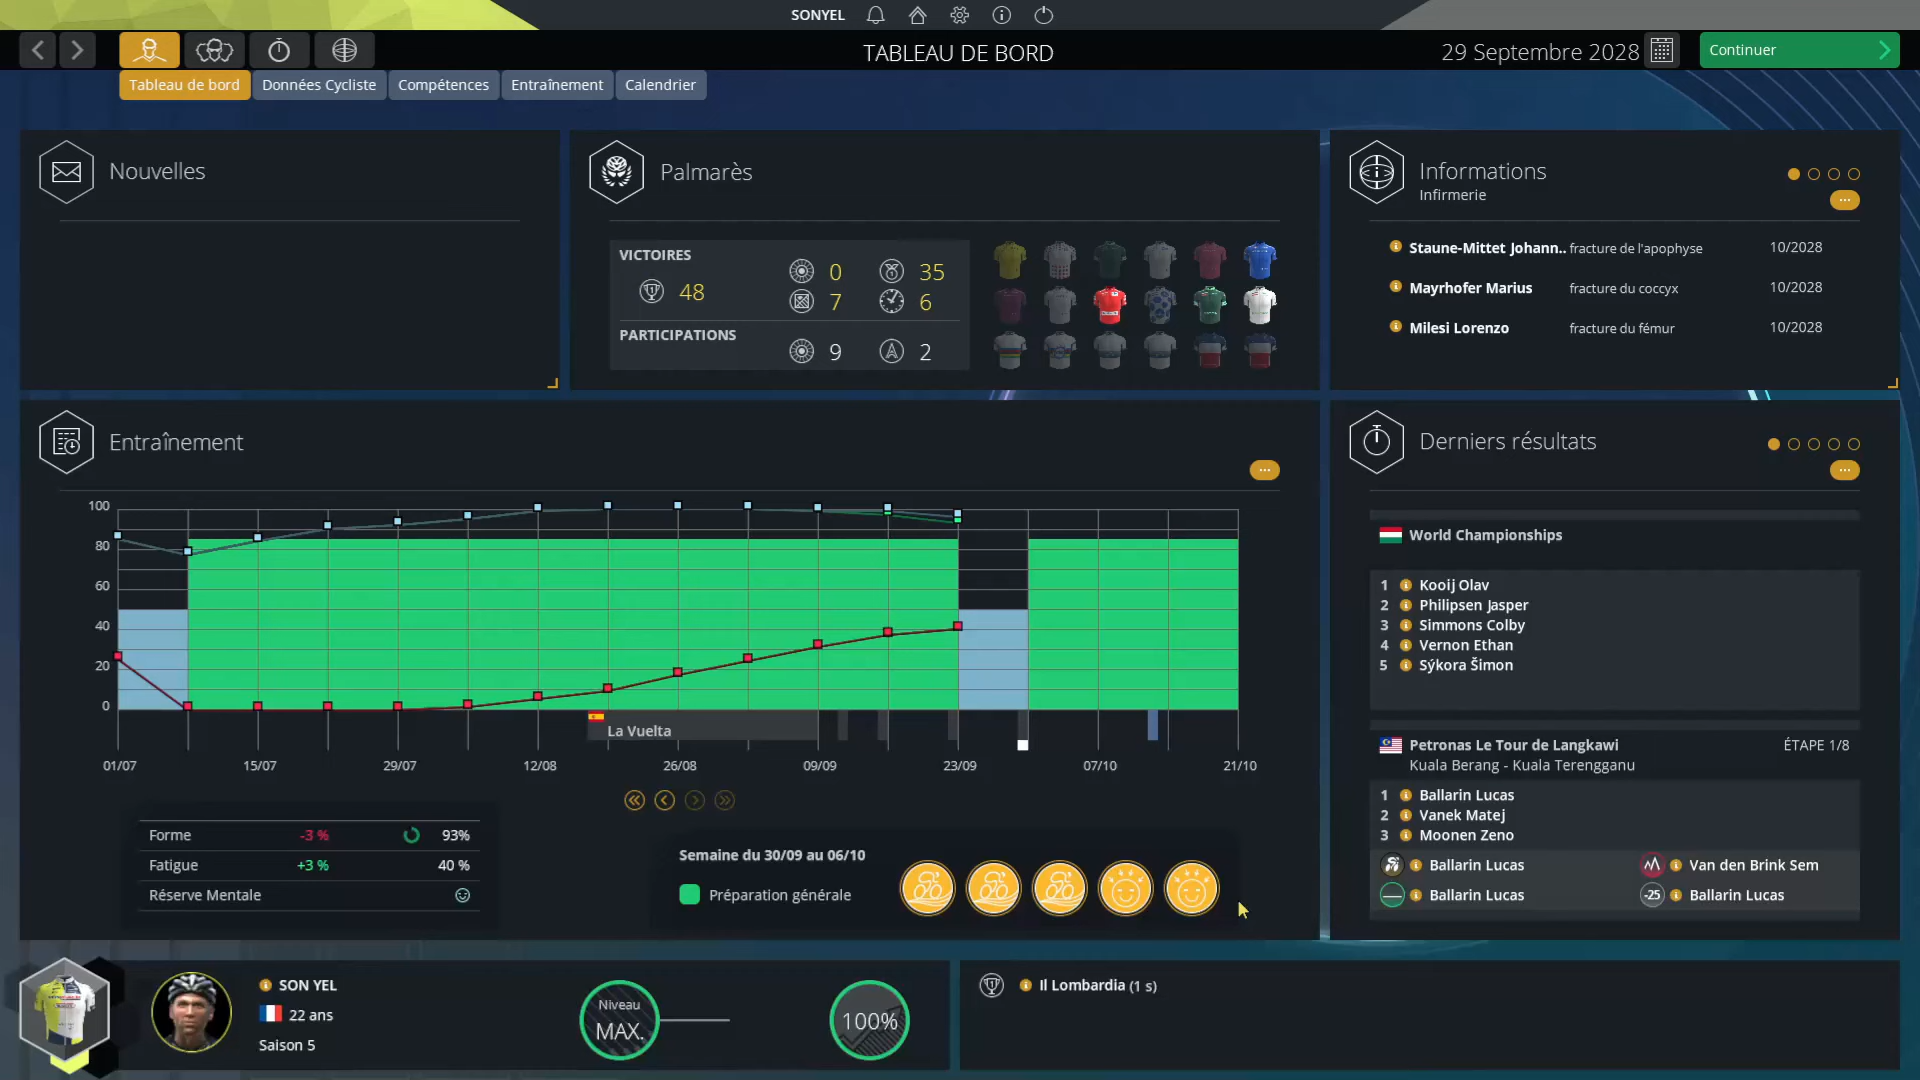 SONYEL
TABLEAU DE BORD
29 Septembre 2028
Continuer
Tableau de bord
Données Cycliste
Compétences
Entraînement
Calendrier
Nouvelles
Palmarès
VICTOIRES
48
0
35
7
6
PARTICIPATIONS
9
2
Informations
Infirmerie
Staune-Mittet Johann.. fracture de l'apophyse 10/2028
Mayrhofer Marius fracture du coccyx 10/2028
Milesi Lorenzo fracture du fémur 10/2028
Entraînement
100
80
60
40
20
0
La Vuelta
01/07 15/07 29/07 12/08 26/08 09/09 23/09 07/10 21/10
Forme -3 % 93%
Fatigue +3 % 40 %
Réserve Mentale
Semaine du 30/09 au 06/10
Préparation générale
Derniers résultats
World Championships
1 Kooij Olav
2 Philipsen Jasper
3 Simmons Colby
4 Vernon Ethan
5 Sýkora Šimon
Petronas Le Tour de Langkawi ÉTAPE 1/8
Kuala Berang - Kuala Terengganu
1 Ballarin Lucas
2 Vanek Matej
3 Moonen Zeno
Ballarin Lucas
Van den Brink Sem
Ballarin Lucas
-25 Ballarin Lucas
SON YEL
22 ans
Saison 5
Niveau
MAX.
100%
Il Lombardia (1 s)